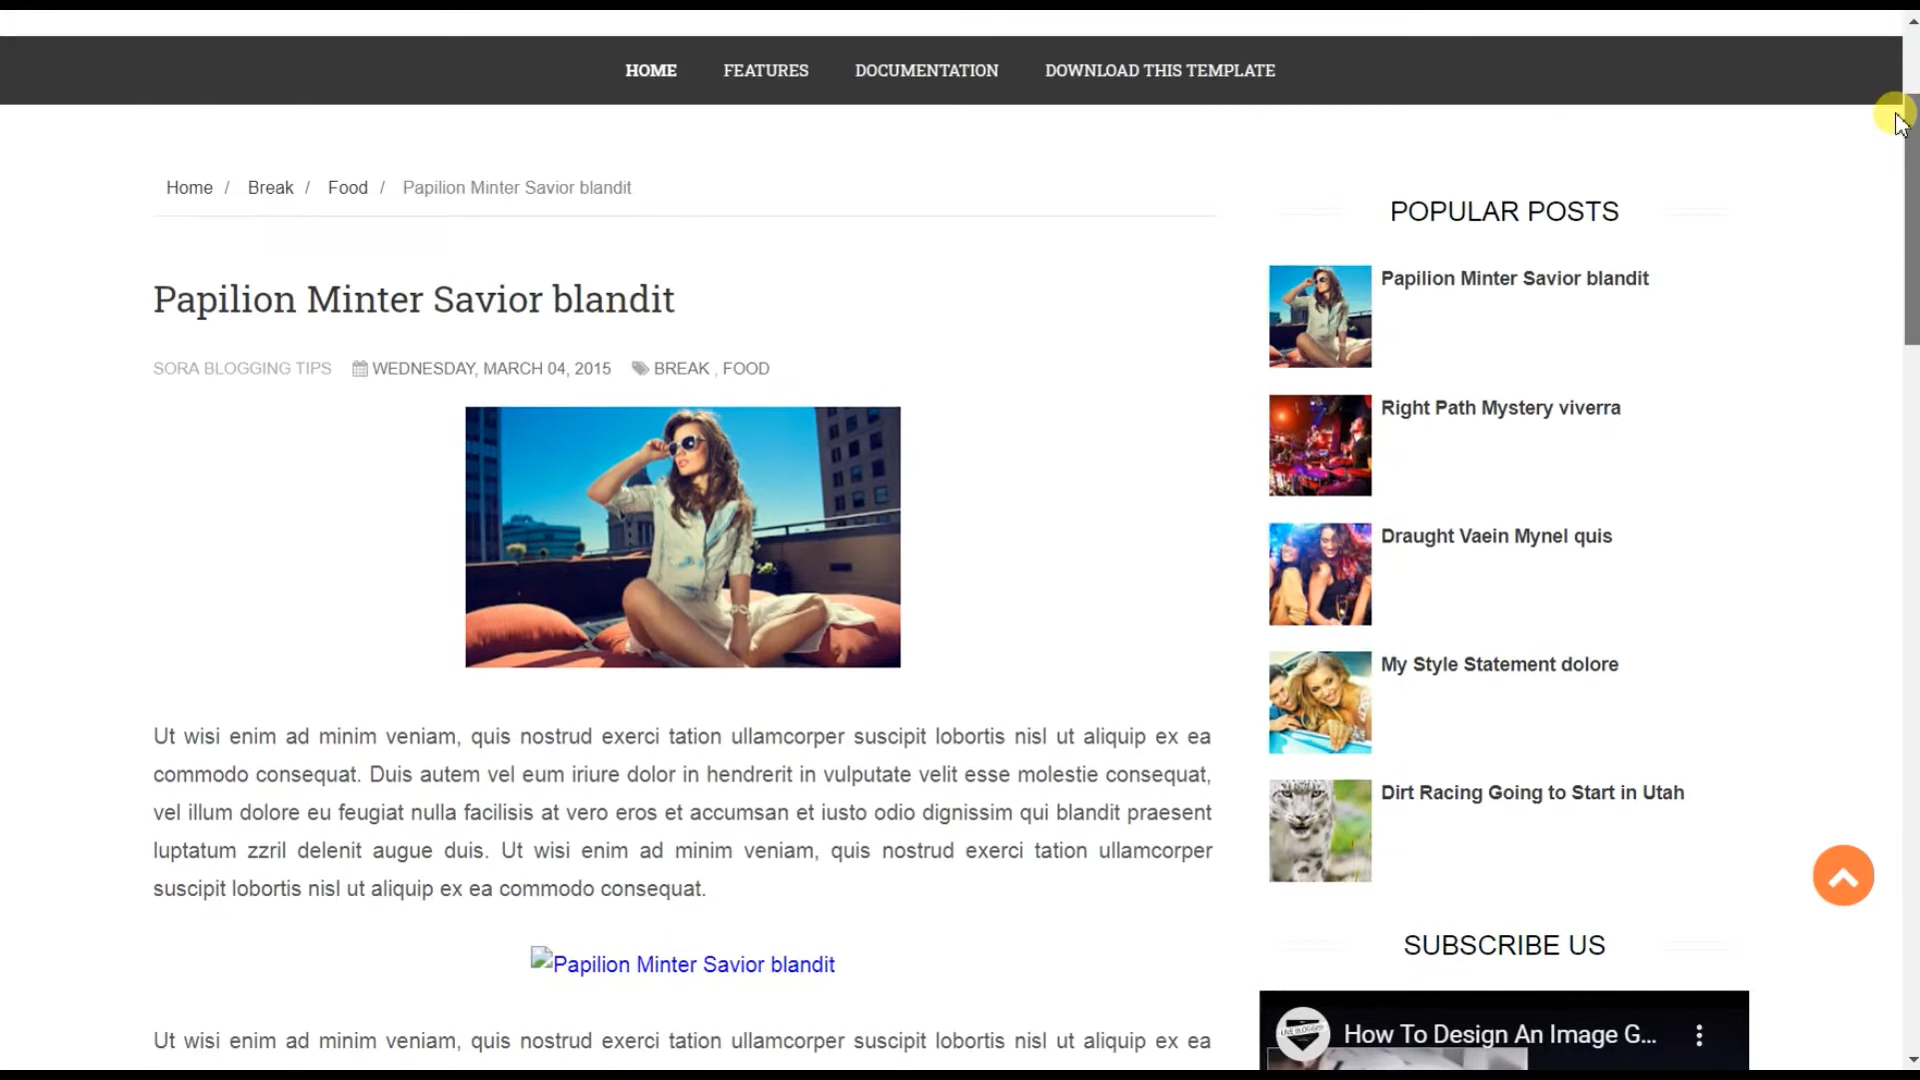 HOME FEATURES DOCUMENTATION DOWNLOAD THIS TEMPLATE
Home / Break / Food / Papilion Minter Savior blandit
Papilion Minter Savior blandit
SORA BLOGGING TIPS WEDNESDAY, MARCH 04, 2015 BREAK , FOOD
Ut wisi enim ad minim veniam, quis nostrud exerci tation ullamcorper suscipit lobortis nisl ut aliquip ex ea
commodo consequat. Duis autem vel eum iriure dolor in hendrerit in vulputate velit esse molestie consequat,
vel illum dolore eu feugiat nulla facilisis at vero eros et accumsan et iusto odio dignissim qui blandit praesent
luptatum zzril delenit augue duis. Ut wisi enim ad minim veniam, quis nostrud exerci tation ullamcorper
suscipit lobortis nisl ut aliquip ex ea commodo consequat.
Papilion Minter Savior blandit
Ut wisi enim ad minim veniam, quis nostrud exerci tation ullamcorper suscipit lobortis nisl ut aliquip ex ea
POPULAR POSTS
Papilion Minter Savior blandit
Right Path Mystery viverra
Draught Vaein Mynel quis
My Style Statement dolore
Dirt Racing Going to Start in Utah
SUBSCRIBE US
LIVE BLOGGER
How To Design An Image G...